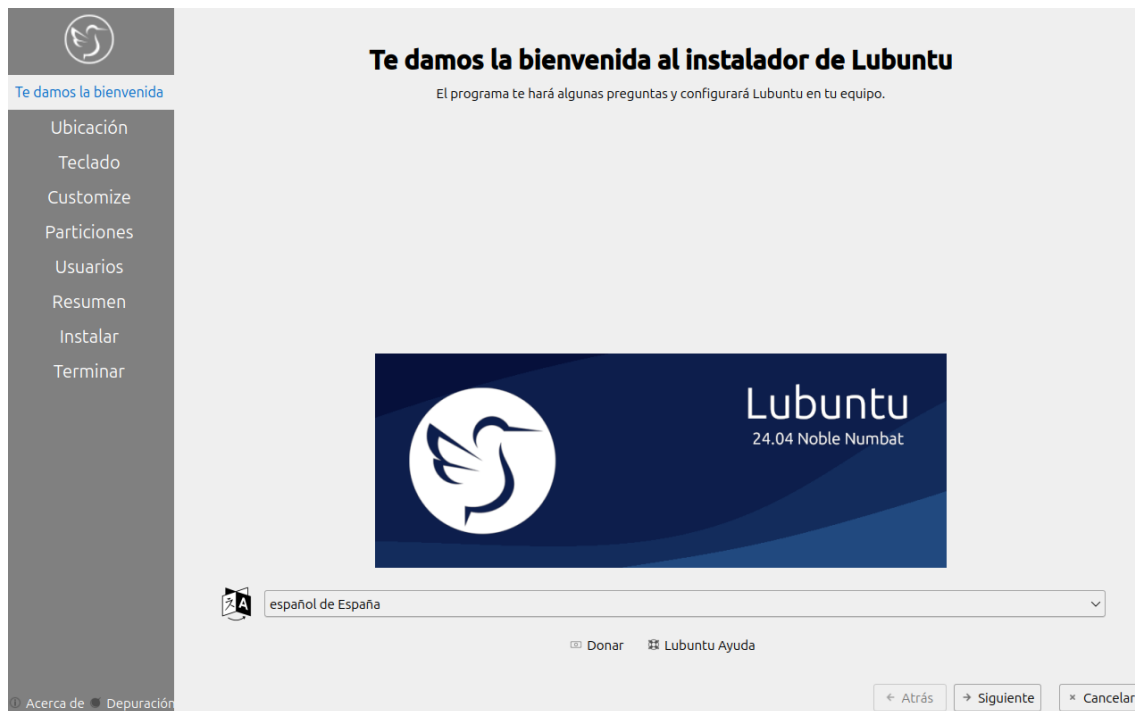 Te damos la bienvenida
Ubicación
Teclado
Customize
Particiones
Usuarios
Resumen
Instalar
Terminar
Acerca de
Depuración
Te damos la bienvenida al instalador de Lubuntu
El programa te hará algunas preguntas y configurará Lubuntu en tu equipo.
Lubuntu
24.04 Noble Numbat
español de España
Donar
Lubuntu Ayuda
Atrás
Siguiente
Cancelar